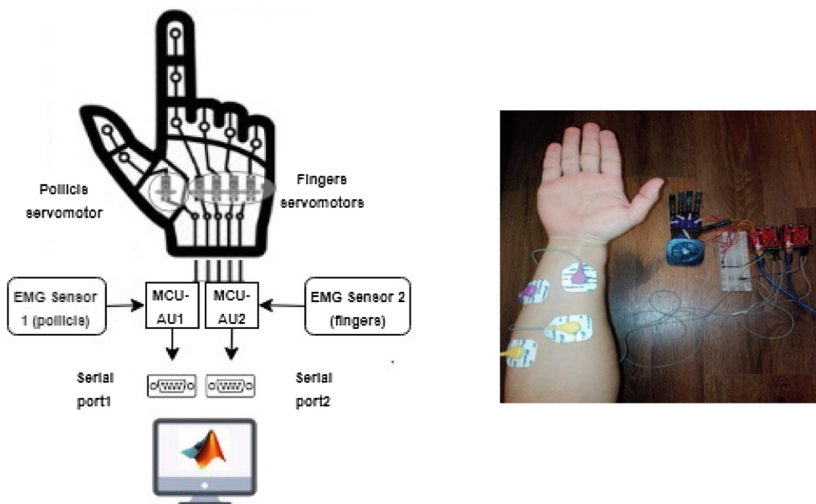 Pollicis
servomotor
Fingers
servomotors
EMG Sensor
1 (pollicis)
MCU-
AU1
MCU-
AU2
EMG Sensor 2
(fingers)
Serial
port1
Serial
port2